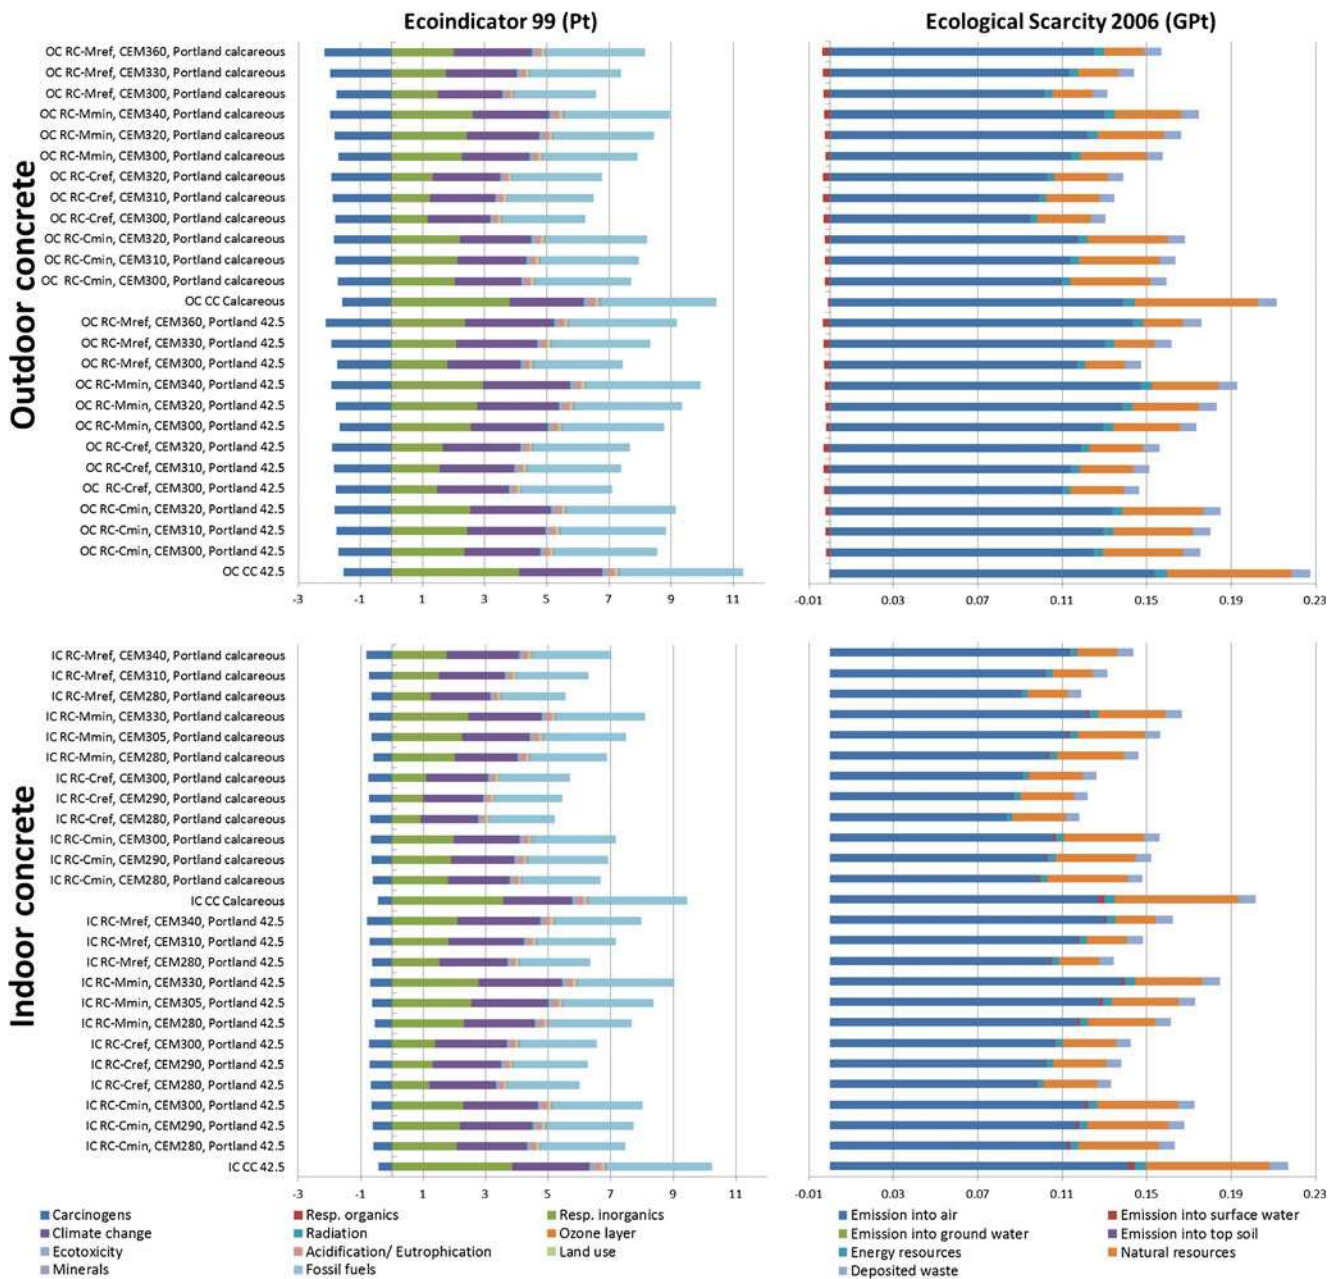 Ecoindicator 99 (Pt)
Ecological Scarcity 2006 (GPt)
Outdoor concrete
OC RC-Mref, CEM360, Portland calcareous
OC RC-Mref, CEM330, Portland calcareous
OC RC-Mref, CEM300, Portland calcareous
OC RC-Mmin, CEM340, Portland calcareous
OC RC-Mmin, CEM320, Portland calcareous
OC RC-Mmin, CEM300, Portland calcareous
OC RC-Cref, CEM320, Portland calcareous
OC RC-Cref, CEM310, Portland calcareous
OC RC-Cref, CEM300, Portland calcareous
OC RC-Cmin, CEM320, Portland calcareous
OC RC-Cmin, CEM310, Portland calcareous
OC RC-Cmin, CEM300, Portland calcareous
OC CC Calcareous
OC RC-Mref, CEM360, Portland 42.5
OC RC-Mref, CEM330, Portland 42.5
OC RC-Mref, CEM300, Portland 42.5
OC RC-Mmin, CEM340, Portland 42.5
OC RC-Mmin, CEM320, Portland 42.5
OC RC-Mmin, CEM300, Portland 42.5
OC RC-Cref, CEM320, Portland 42.5
OC RC-Cref, CEM310, Portland 42.5
OC RC-Cref, CEM300, Portland 42.5
OC RC-Cmin, CEM320, Portland 42.5
OC RC-Cmin, CEM310, Portland 42.5
OC RC-Cmin, CEM300, Portland 42.5
OC CC 42.5
-3 -1 1 3 5 7 9 11
-0.01 0.03 0.07 0.11 0.15 0.19 0.23
Indoor concrete
IC RC-Mref, CEM340, Portland calcareous
IC RC-Mref, CEM310, Portland calcareous
IC RC-Mref, CEM280, Portland calcareous
IC RC-Mmin, CEM330, Portland calcareous
IC RC-Mmin, CEM305, Portland calcareous
IC RC-Mmin, CEM280, Portland calcareous
IC RC-Cref, CEM300, Portland calcareous
IC RC-Cref, CEM290, Portland calcareous
IC RC-Cref, CEM280, Portland calcareous
IC RC-Cmin, CEM300, Portland calcareous
IC RC-Cmin, CEM290, Portland calcareous
IC RC-Cmin, CEM280, Portland calcareous
IC CC Calcareous
IC RC-Mref, CEM340, Portland 42.5
IC RC-Mref, CEM310, Portland 42.5
IC RC-Mref, CEM280, Portland 42.5
IC RC-Mmin, CEM330, Portland 42.5
IC RC-Mmin, CEM305, Portland 42.5
IC RC-Mmin, CEM280, Portland 42.5
IC RC-Cref, CEM300, Portland 42.5
IC RC-Cref, CEM290, Portland 42.5
IC RC-Cref, CEM280, Portland 42.5
IC RC-Cmin, CEM300, Portland 42.5
IC RC-Cmin, CEM290, Portland 42.5
IC RC-Cmin, CEM280, Portland 42.5
IC CC 42.5
-3 -1 1 3 5 7 9 11
-0.01 0.03 0.07 0.11 0.15 0.19 0.23
Carcinogens Resp. organics Resp. inorganics
Climate change Radiation Ozone layer
Ecotoxicity Acidification/ Eutrophication Land use
Minerals Fossil fuels
Emission into air Emission into surface water
Emission into ground water Emission into top soil
Energy resources Natural resources
Deposited waste